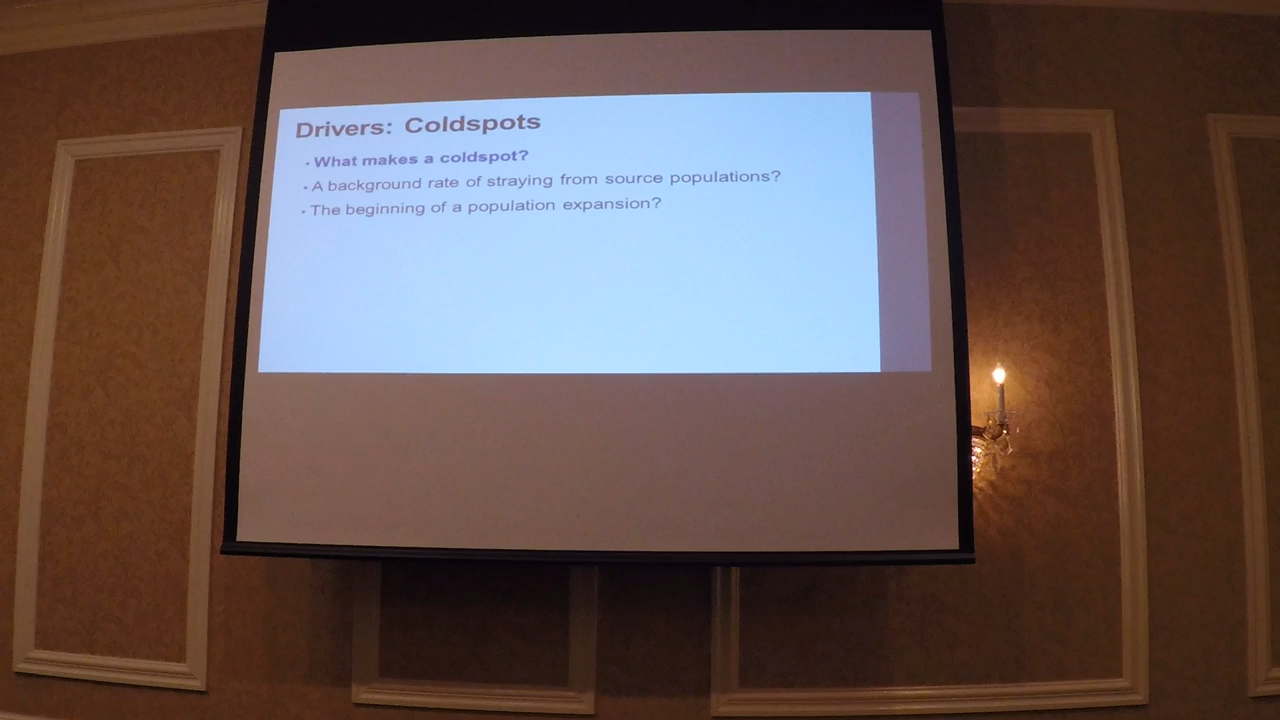 Drivers: Coldspots
• What makes a coldspot?
• A background rate of straying from source populations?
• The beginning of a population expansion?